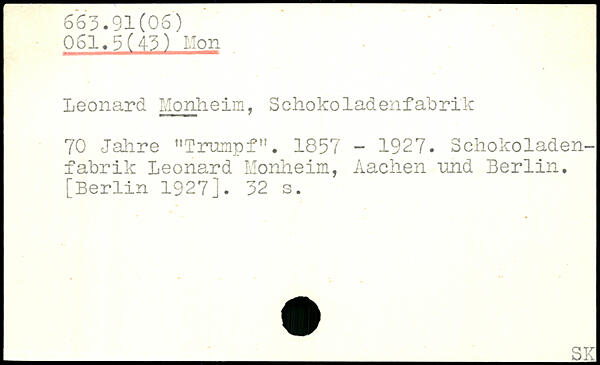 663.91(06)
061.5(43) Mon
Leonard Monheim, Schokoladenfabrik
70 Jahre "Trumpf". 1857 - 1927. Schokoladen-
fabrik Leonard Monheim, Aachen und Berlin.
[Berlin 1927]. 32 s.
SK